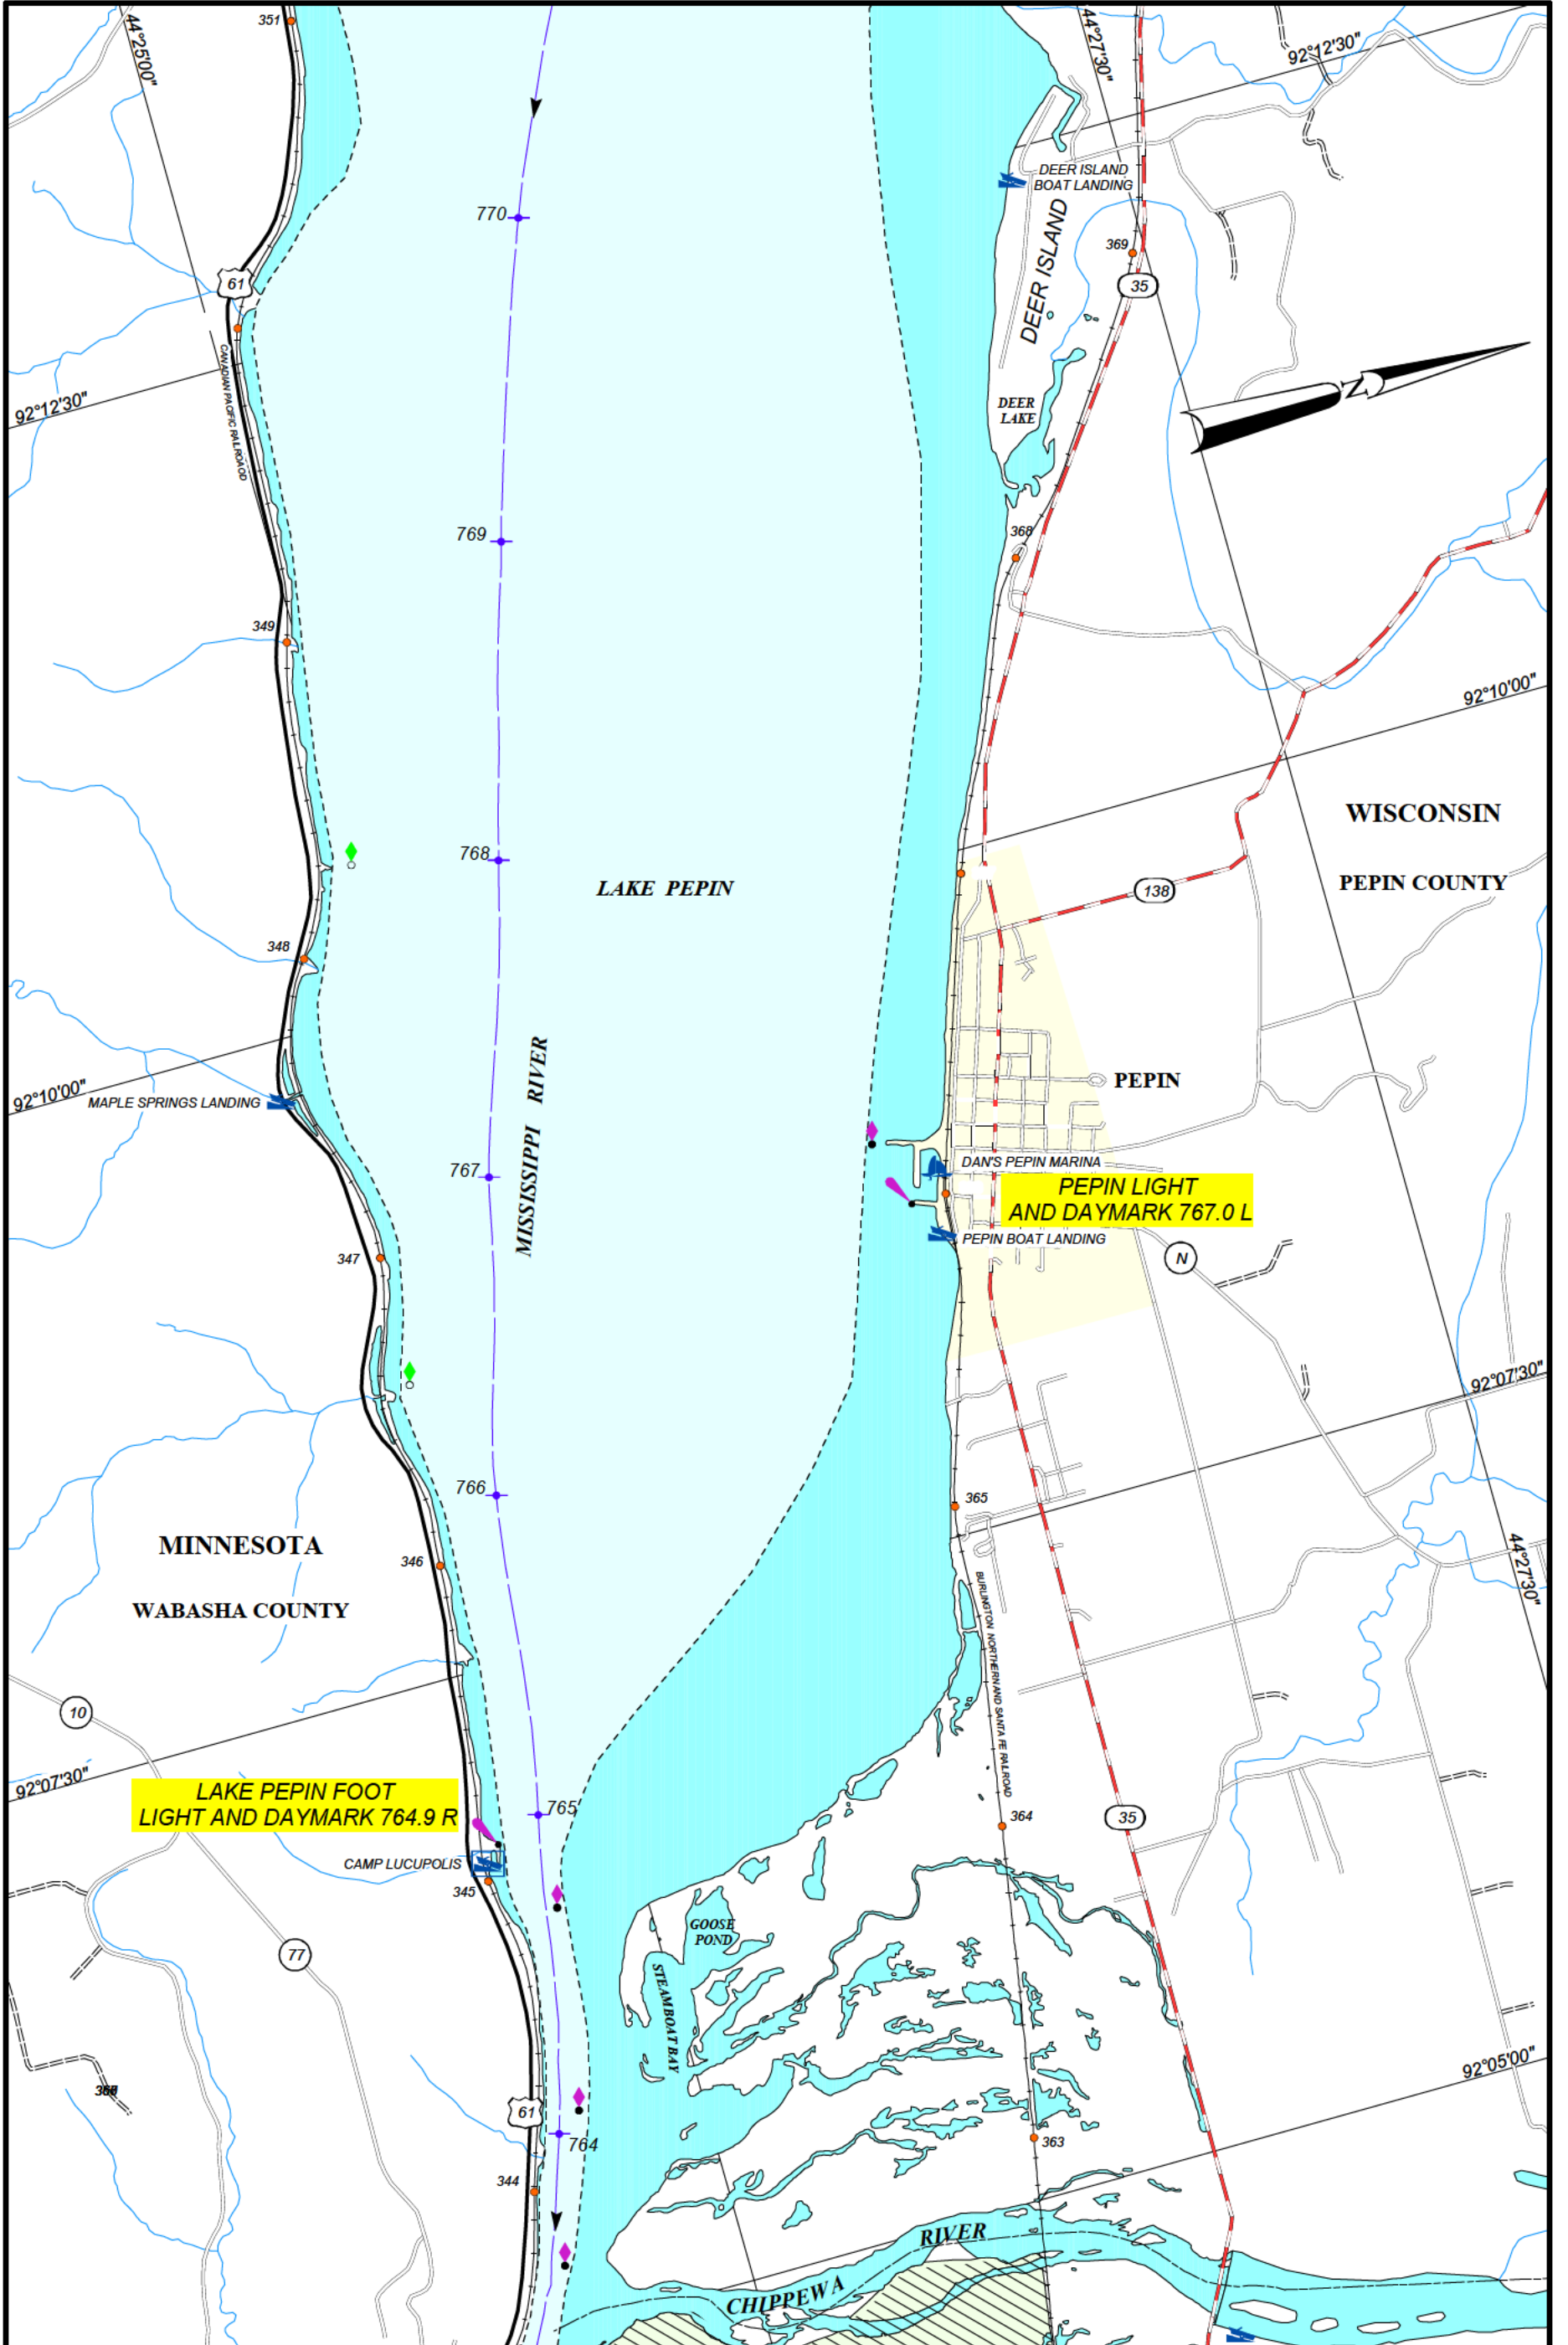 351
44°25'00"
44°27'30"
92°12'30"
DEER ISLAND
BOAT LANDING
770
DEER ISLAND
369
61
35
N
CANADIAN PACIFIC RAILROAD
92°12'30"
DEER
LAKE
769
368
349
92°10'00"
WISCONSIN
768
LAKE PEPIN
138
PEPIN COUNTY
348
MISSISSIPPI RIVER
92°10'00"
MAPLE SPRINGS LANDING
PEPIN
767
DAN'S PEPIN MARINA
PEPIN LIGHT
AND DAYMARK 767.0 L
PEPIN BOAT LANDING
347
N
92°07'30"
766
365
MINNESOTA
346
44°27'30"
WABASHA COUNTY
BURLINGTON NORTHERN AND SANTA FE RAILROAD
10
92°07'30"
LAKE PEPIN FOOT
LIGHT AND DAYMARK 764.9 R
765
364
35
CAMP LUCUPOLIS
345
GOOSE
POND
77
STEAMBOAT BAY
92°05'00"
61
764
363
344
CHIPPEWA RIVER